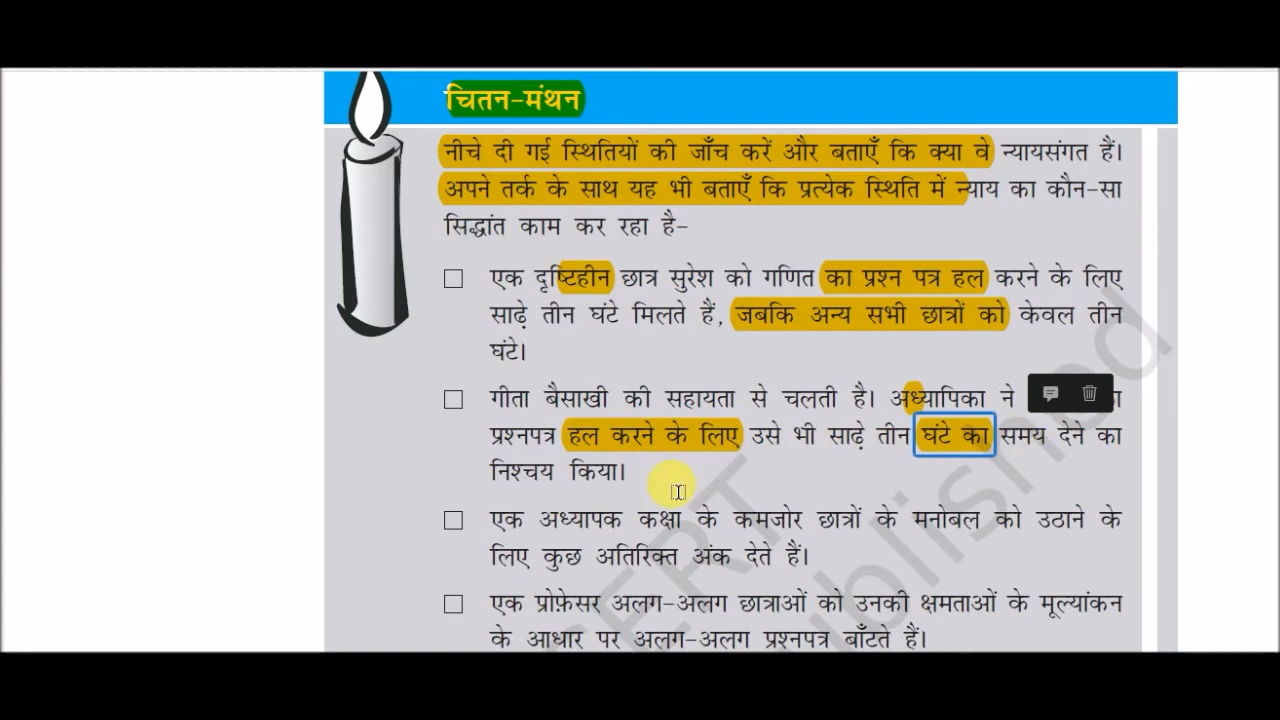 चिंतन-मंथन
नीचे दी गई स्थितियों की जाँच करें और बताएँ कि क्या वे न्यायसंगत हैं।
अपने तर्क के साथ यह भी बताएँ कि प्रत्येक स्थिति में न्याय का कौन-सा
सिद्धांत काम कर रहा है-
एक दृष्टिहीन छात्र सुरेश को गणित का प्रश्न पत्र हल करने के लिए
साढ़े तीन घंटे मिलते हैं, जबकि अन्य सभी छात्रों को केवल तीन
घंटे।
गीता बैसाखी की सहायता से चलती है। अध्यापिका ने
प्रश्नपत्र हल करने के लिए उसे भी साढ़े तीन घंटे का समय देने का
निश्चय किया।
एक अध्यापक कक्षा के कमजोर छात्रों के मनोबल को उठाने के
लिए कुछ अतिरिक्त अंक देते हैं।
एक प्रोफ़ेसर अलग-अलग छात्राओं को उनकी क्षमताओं के मूल्यांकन
के आधार पर अलग-अलग प्रश्नपत्र बाँटते हैं।